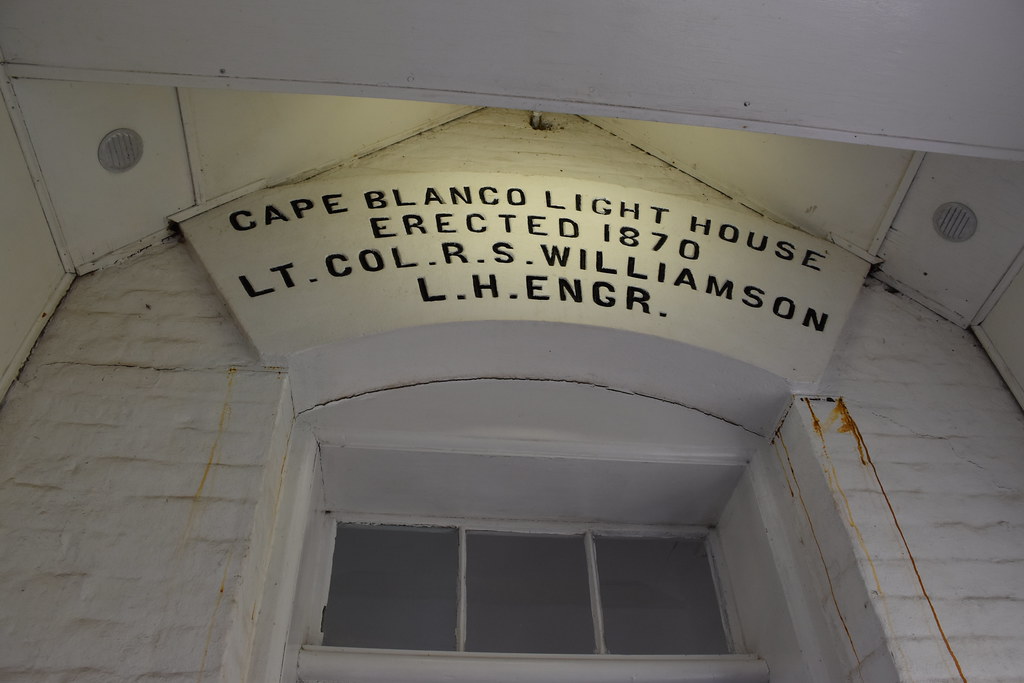 CAPE BLANCO LIGHT HOUSE
ERECTED 1870
LT. COL. R. S. WILLIAMSON
L. H. ENGR.